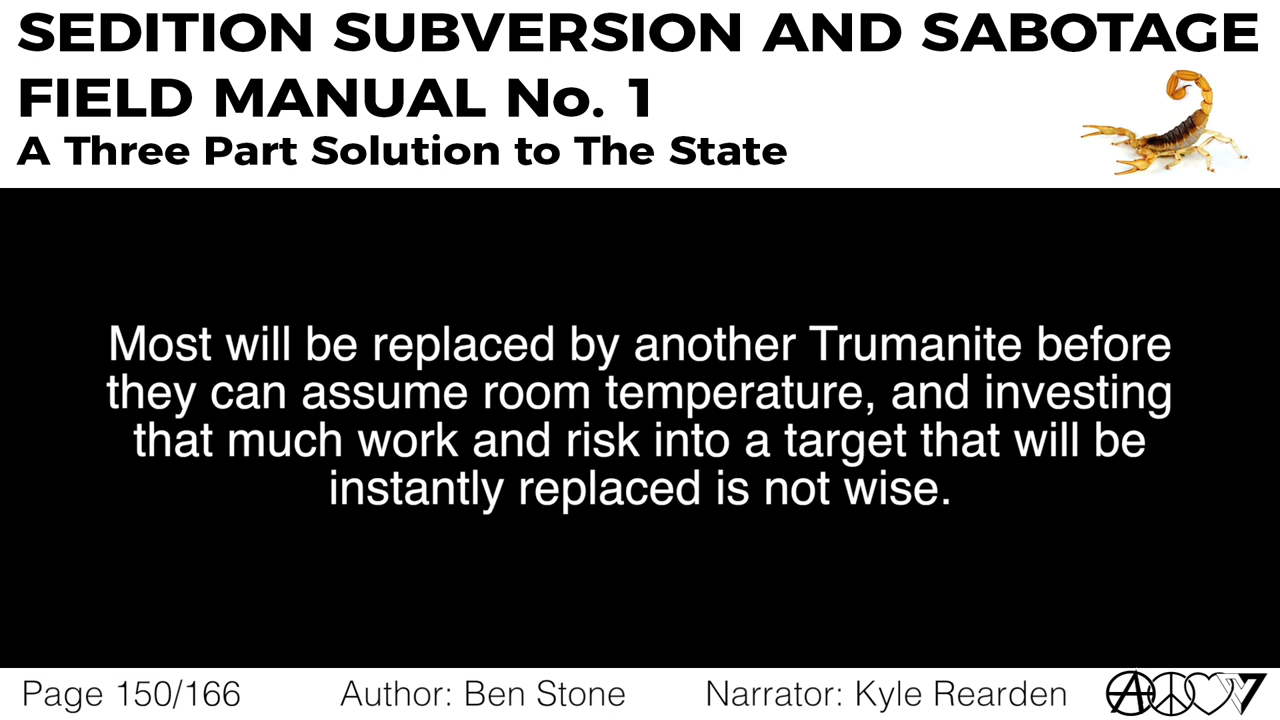 SEDITION SUBVERSION AND SABOTAGE
FIELD MANUAL No. 1
A Three Part Solution to The State
Most will be replaced by another Trumanite before
they can assume room temperature, and investing
that much work and risk into a target that will be
instantly replaced is not wise.
Page 150/166 Author: Ben Stone Narrator: Kyle Rearden